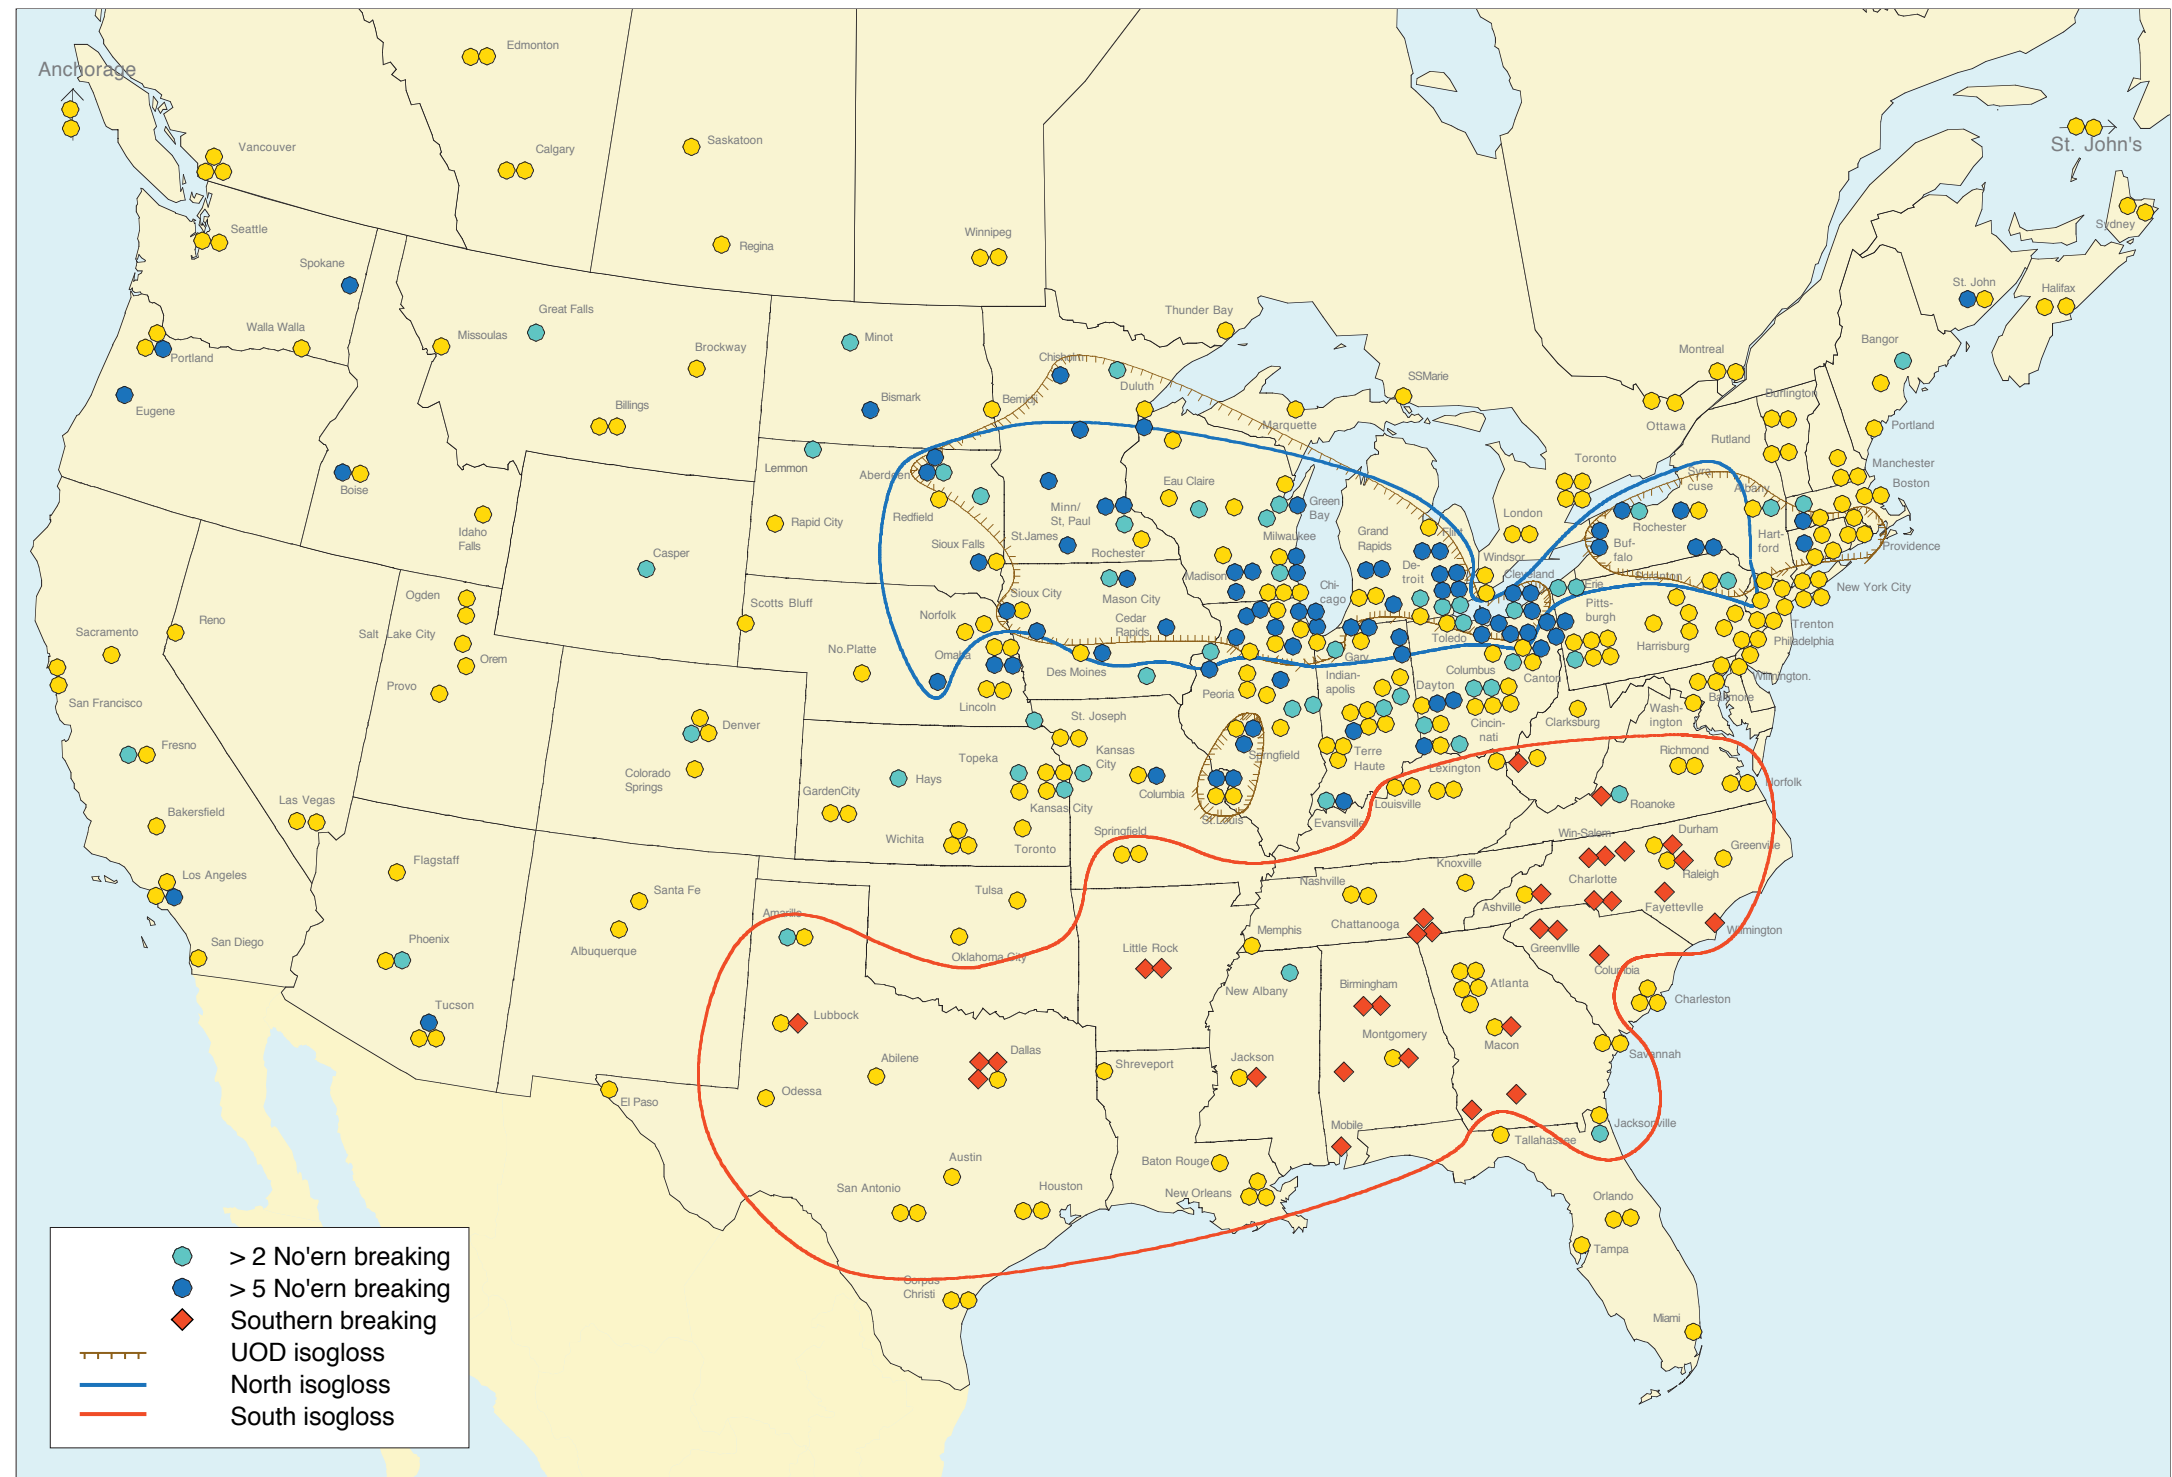 Edmonton
Anchorage
Vancouver
Calgary
Saskatoon
St. John's
Seattle
Regina
Winnipeg
Sydney
Spokane
Great Falls
Thunder Bay
St. John
Halifax
Walla Walla
Missoulas
Minot
Portland
Brockway
Chisholm
Montreal
Bangor
SSMarie
Duluth
Eugene
Billings
Bismark
Bemidji
Burlington
Marquette
Ottawa
Portland
Rutland
Lemmon
Aberdeen
Toronto
Manchester
Syra-
cuse
Albany
Boston
Boise
Eau Claire
Green
Bay
Idaho
Falls
Rapid City
Redfield
Minn/
St, Paul
London
Rochester
Grand
Rapids
Flint
St.James
Milwaukee
Hart-
ford
Buf-
falo
Providence
Casper
Sioux Falls
Rochester
Windsor
De-
troit
Cleveland
Madison
Scranton
Erie
New York City
Ogden
Scotts Bluff
Sioux City
Mason City
Chi-
cago
Pitts-
burgh
Reno
Norfolk
Cedar
Rapids
Trenton
Sacramento
Salt Lake City
Toledo
Philadelphia
Harrisburg
Orem
No.Platte
Omaha
Gary
Des Moines
Columbus
Canton
Wilmington.
Provo
Indian-
apolis
Dayton
San Francisco
Lincoln
Peoria
Baltimore
St. Joseph
Cincin-
nati
Clarksburg
Wash-
ington
Denver
Fresno
Topeka
Kansas
City
Springfield
Terre
Haute
Richmond
Colorado
Springs
Hays
Lexington
Norfolk
GardenCity
Columbia
Las Vegas
Kansas City
Louisville
Roanoke
Bakersfield
St.Louis
Evansville
Wichita
Toronto
Springfield
Win-Salem-
Durham
Greenville
Flagstaff
Knoxville
Los Angeles
Nashville
Charlotte
Raleigh
Santa Fe
Tulsa
Ashville
Fayettevlle
Amarillo
Chattanooga
Memphis
Wilmington
San Diego
Phoenix
Albuquerque
Oklahoma City
Little Rock
Greenvlle
Columbia
New Albany
Birmingham
Atlanta
Charleston
Tucson
Lubbock
Montgomery
Macon
Abilene
Dallas
Jackson
Savannah
Shreveport
Odessa
El Paso
Mobile
Jacksonville
Tallahassee
Austin
Baton Rouge
San Antonio
Houston
New Orleans
Orlando
Tampa
Corpus
Christi
Miami
> 2 No'ern breaking
> 5 No'ern breaking
Southern breaking
UOD isogloss
North isogloss
South isogloss